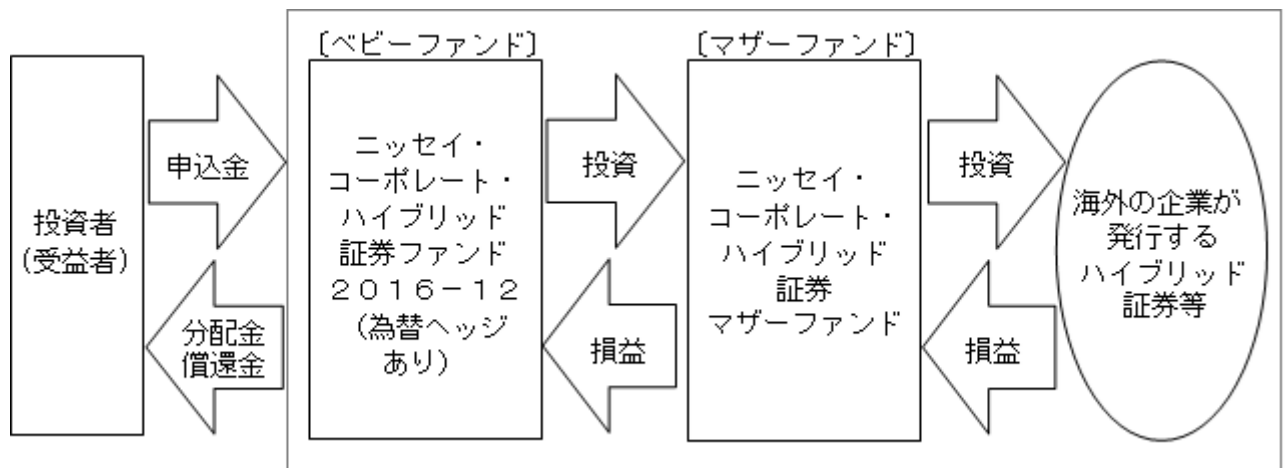 投資者
（受益者）
申込金
分配金
償還金
〔ベビーファンド〕
ニッセイ・
コーポレート・
ハイブリッド
証券ファンド
２０１６－１２
（為替ヘッジ
あり）
投資
損益
〔マザーファンド〕
ニッセイ・
コーポレート・
ハイブリッド
証券
マザーファンド
投資
損益
海外の企業が
発行する
ハイブリッド
証券等